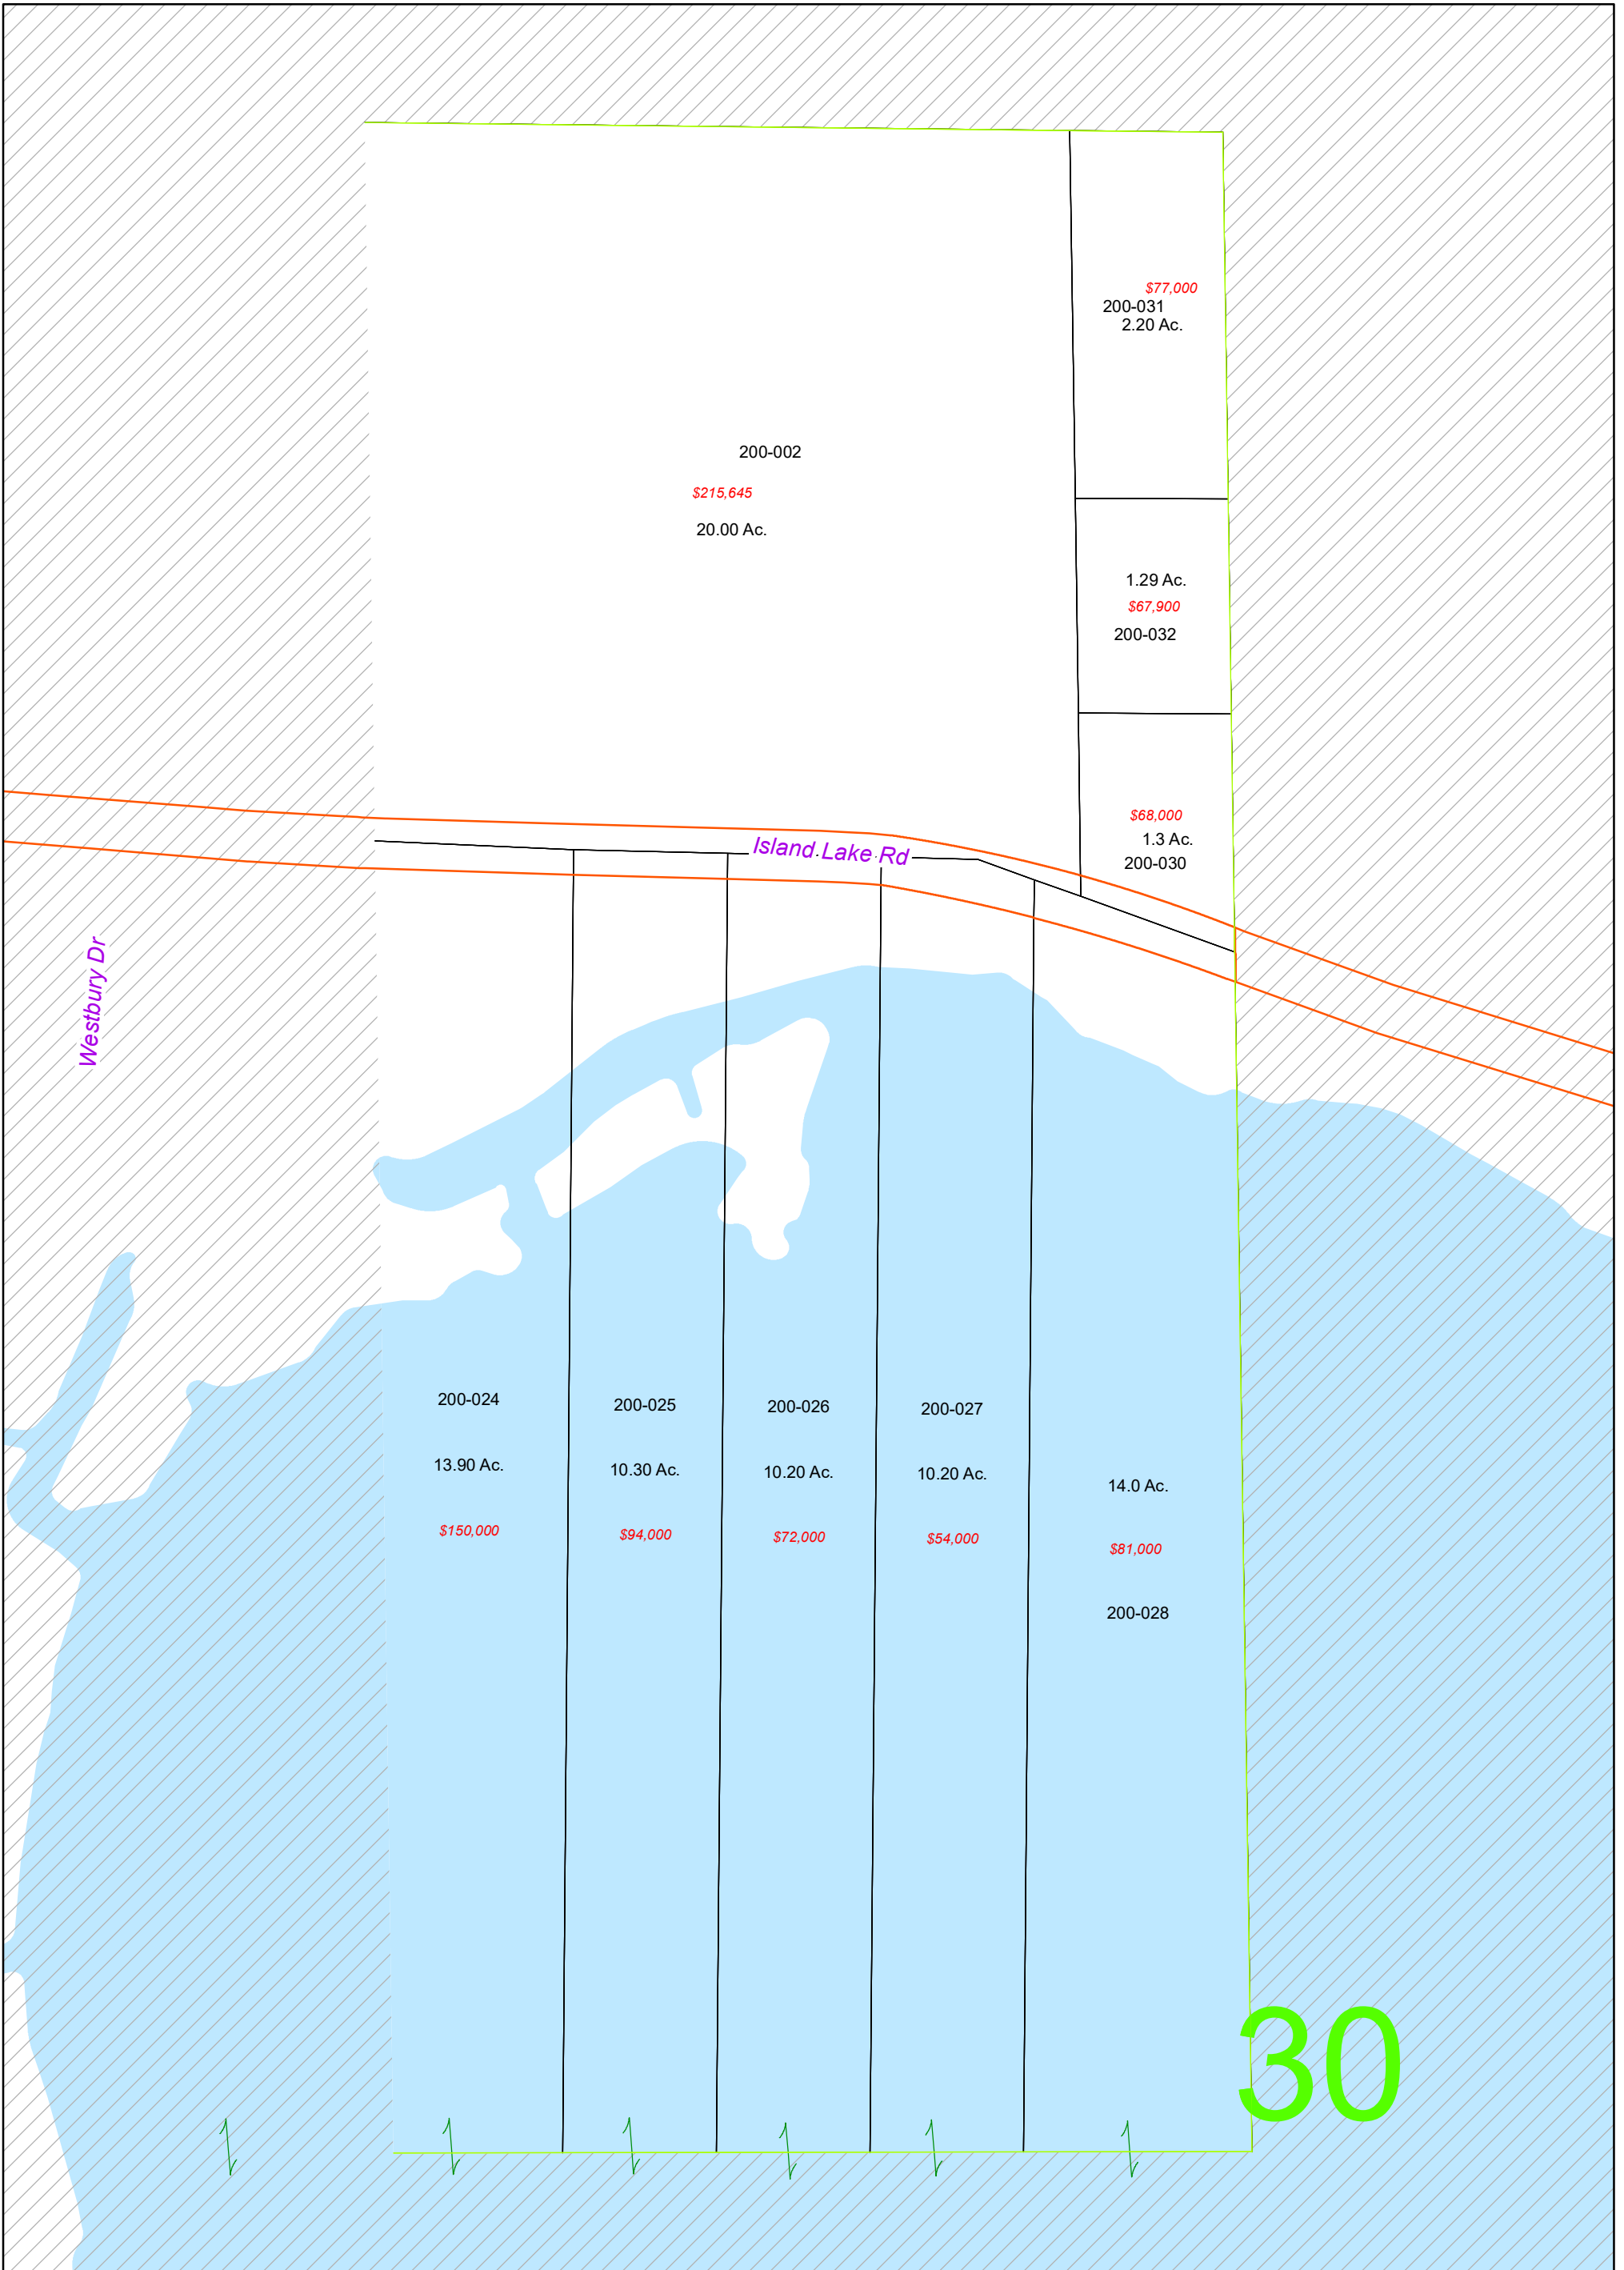 $77,000
200-031
2.20 Ac.
200-002
$215,645
20.00 Ac.
1.29 Ac.
$67,900
200-032
$68,000
1.3 Ac.
200-030
Island Lake Rd
Westbury Dr
200-024
13.90 Ac.
$150,000
200-025
10.30 Ac.
$94,000
200-026
10.20 Ac.
$72,000
200-027
10.20 Ac.
$54,000
14.0 Ac.
$81,000
200-028
30